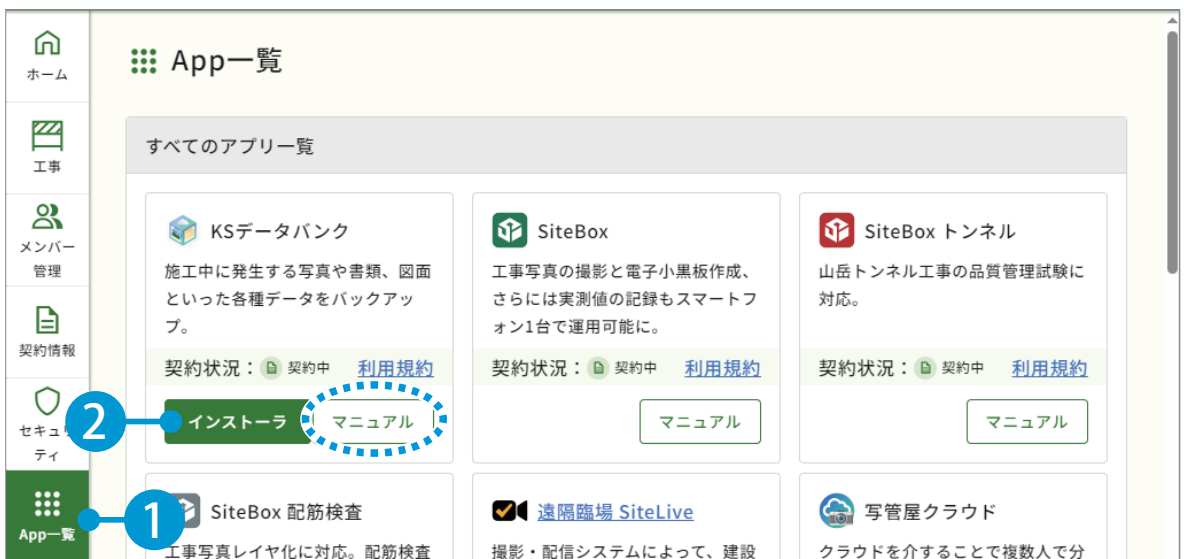 ホーム
工事
メンバー
管理
契約情報
セキュリ
ティ
App一覧
App一覧
すべてのアプリ一覧
KSデータバンク
施工中に発生する写真や書類、図面
といった各種データをバックアッ
プ。
契約状況： 契約中 利用規約
2
インストーラ マニュアル
SiteBox
工事写真の撮影と電子小黒板作成、
さらには実測値の記録もスマートフ
ォン1台で運用可能に。
契約状況： 契約中 利用規約
マニュアル
SiteBox トンネル
山岳トンネル工事の品質管理試験に
対応。
契約状況： 契約中 利用規約
マニュアル
1
SiteBox 配筋検査
工事写真レイヤ化に対応。配筋検査
遠隔臨場 SiteLive
撮影・配信システムによって、建設
写管屋クラウド
クラウドを介することで複数人で分